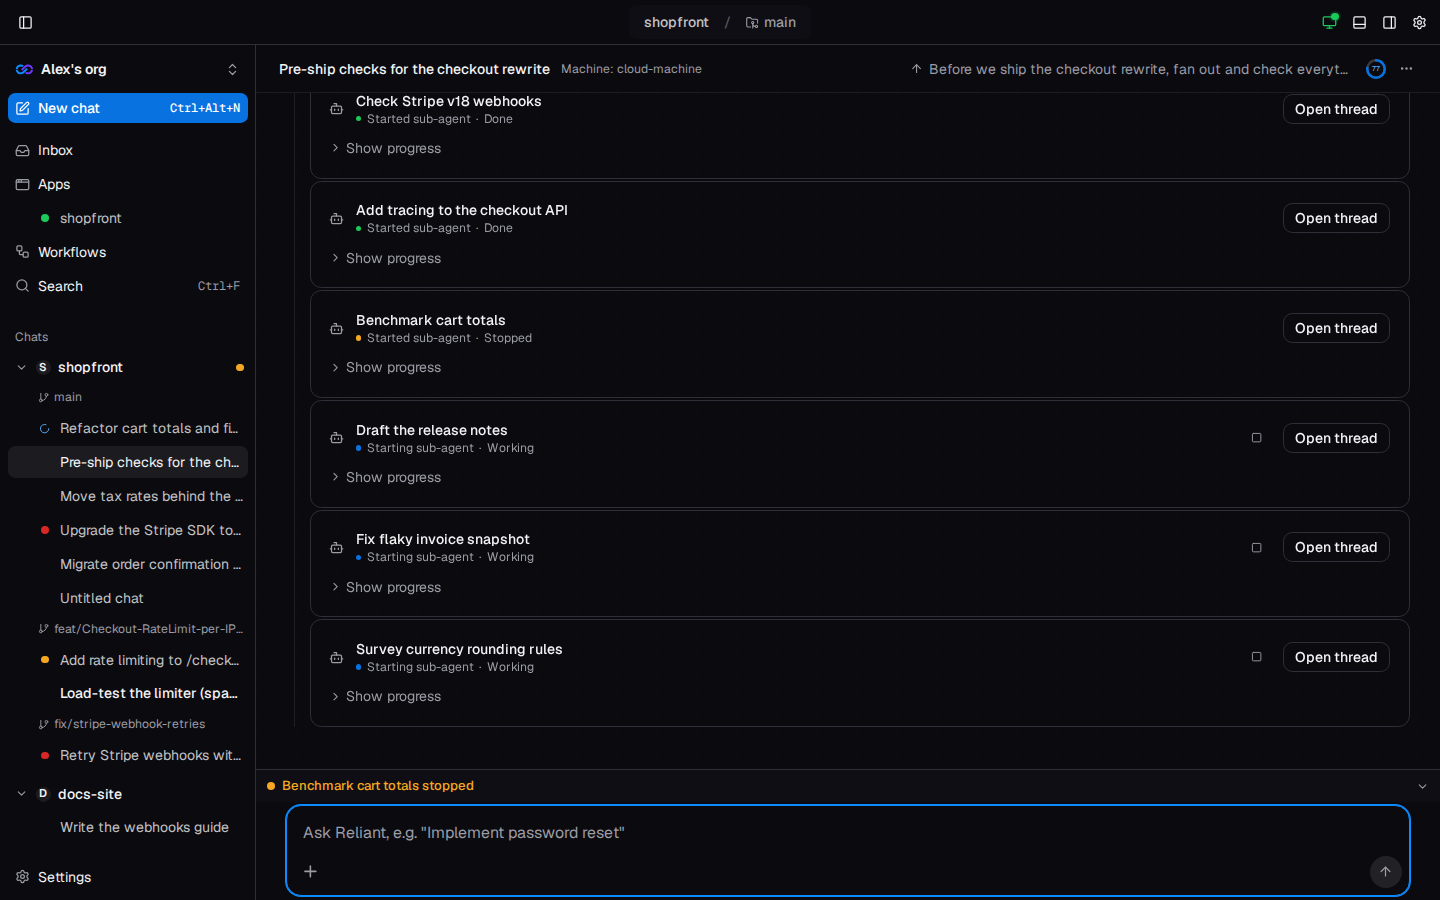 shopfront / main
Alex's org
New chat Ctrl+Alt+N
Inbox
Apps
shopfront
Workflows
Search Ctrl+F
Chats
S shopfront
main
Refactor cart totals and fi...
Pre-ship checks for the ch...
Move tax rates behind the ...
Upgrade the Stripe SDK to...
Migrate order confirmation ...
Untitled chat
feat/Checkout-RateLimit-per-IP...
Add rate limiting to /check...
Load-test the limiter (spa...
fix/stripe-webhook-retries
Retry Stripe webhooks wit...
D docs-site
Write the webhooks guide
Settings
Pre-ship checks for the checkout rewrite Machine: cloud-machine
Before we ship the checkout rewrite, fan out and check everyt... 77
Check Stripe v18 webhooks
Started sub-agent · Done
Open thread
Show progress
Add tracing to the checkout API
Started sub-agent · Done
Open thread
Show progress
Benchmark cart totals
Started sub-agent · Stopped
Open thread
Show progress
Draft the release notes
Starting sub-agent · Working
Open thread
Show progress
Fix flaky invoice snapshot
Starting sub-agent · Working
Open thread
Show progress
Survey currency rounding rules
Starting sub-agent · Working
Open thread
Show progress
Benchmark cart totals stopped
Ask Reliant, e.g. "Implement password reset"